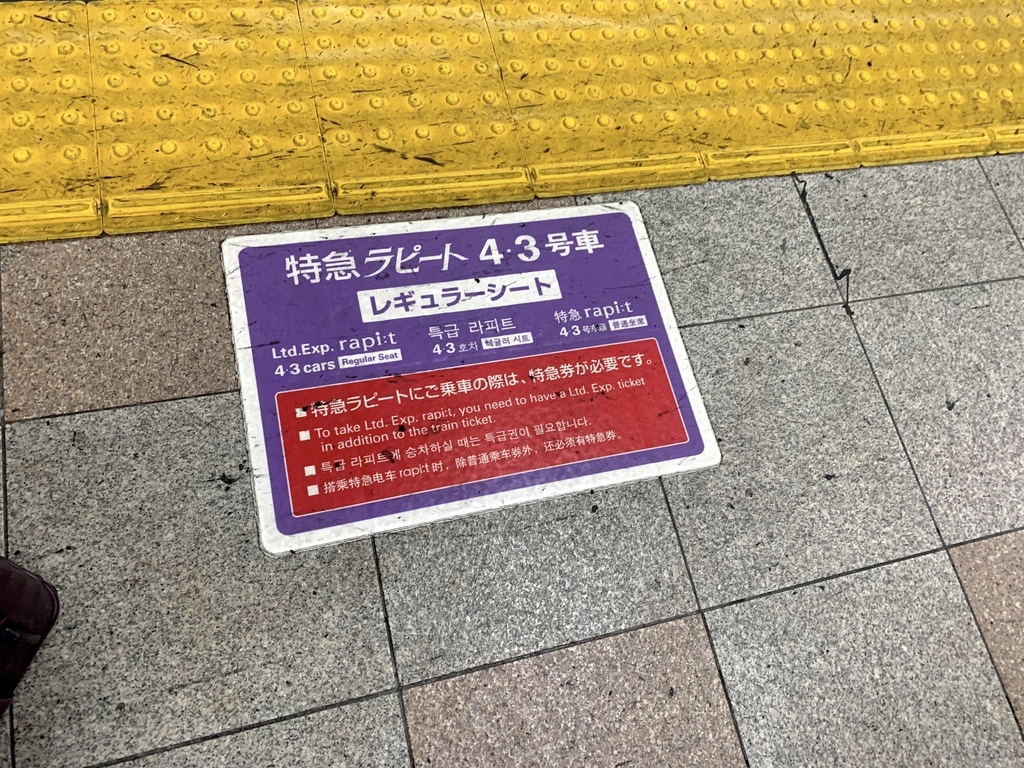 特急ラピート 4・3号車
レギュラーシート
Ltd.Exp. rapi:t
4・3 cars Regular Seat
특급 라피트
4・3호차 레귤러 시트
特急 rapi:t
4・3号车厢 普通坐席
■特急ラピートにご乗車の際は、特急券が必要です。
■To take Ltd. Exp. rapi:t, you need to have a Ltd. Exp. ticket
in addition to the train ticket.
■특급 라피트에 승차하실 때는 특급권이 필요합니다.
■搭乘特急电车 rapi:t 时，除普通乘车券外，还必须有特急券。